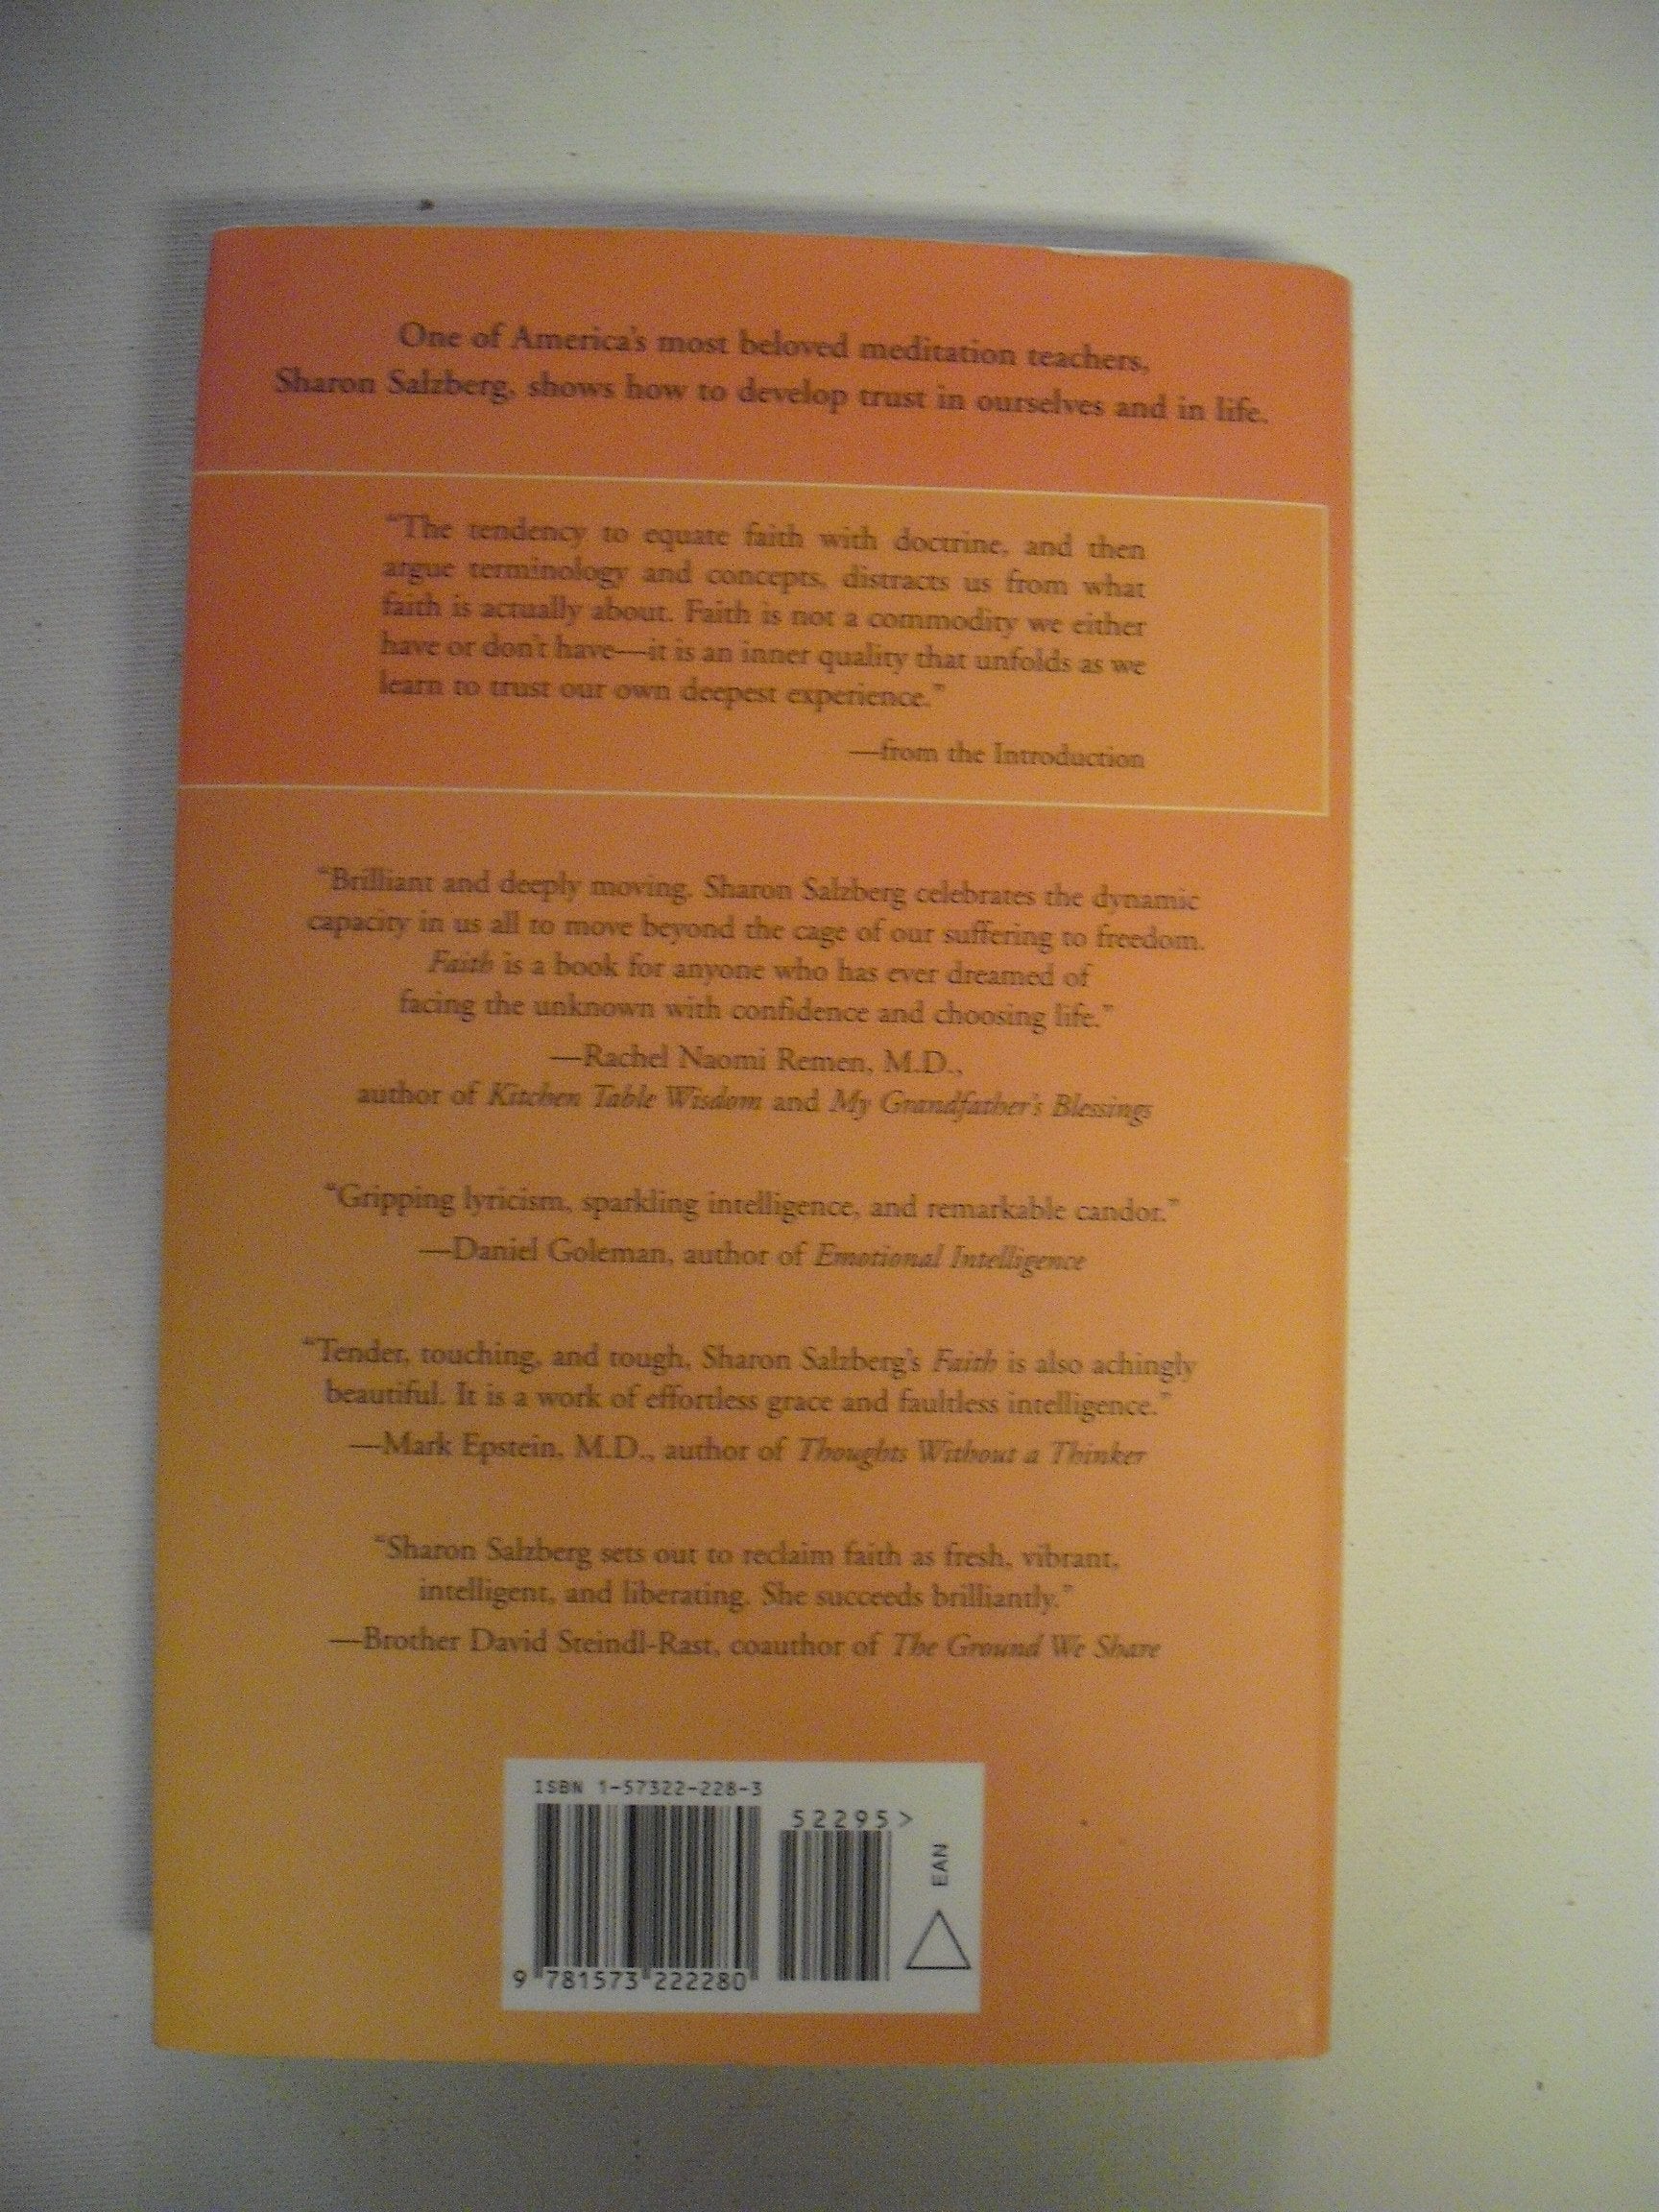 One of America's most beloved meditation teachers,
Sharon Salzberg, shows how to develop trust in ourselves and in life.
“The tendency to equate faith with doctrine, and then
argue terminology and concepts, distracts us from what
faith is actually about. Faith is not a commodity we either
have or don't have—it is an inner quality that unfolds as we
learn to trust our own deepest experience.”
—from the Introduction
“Brilliant and deeply moving. Sharon Salzberg celebrates the dynamic
capacity in us all to move beyond the cage of our suffering to freedom.
Faith is a book for anyone who has ever dreamed of
facing the unknown with confidence and choosing life.”
—Rachel Naomi Remen, M.D.,
author of Kitchen Table Wisdom and My Grandfather's Blessings
“Gripping lyricism, sparkling intelligence, and remarkable candor.”
—Daniel Goleman, author of Emotional Intelligence
“Tender, touching, and tough, Sharon Salzberg's Faith is also achingly
beautiful. It is a work of effortless grace and faultless intelligence.”
—Mark Epstein, M.D., author of Thoughts Without a Thinker
“Sharon Salzberg sets out to reclaim faith as fresh, vibrant,
intelligent, and liberating. She succeeds brilliantly.”
—Brother David Steindl-Rast, coauthor of The Ground We Share
ISBN 1-57322-228-3
52295>
EAN
9 781573 222280